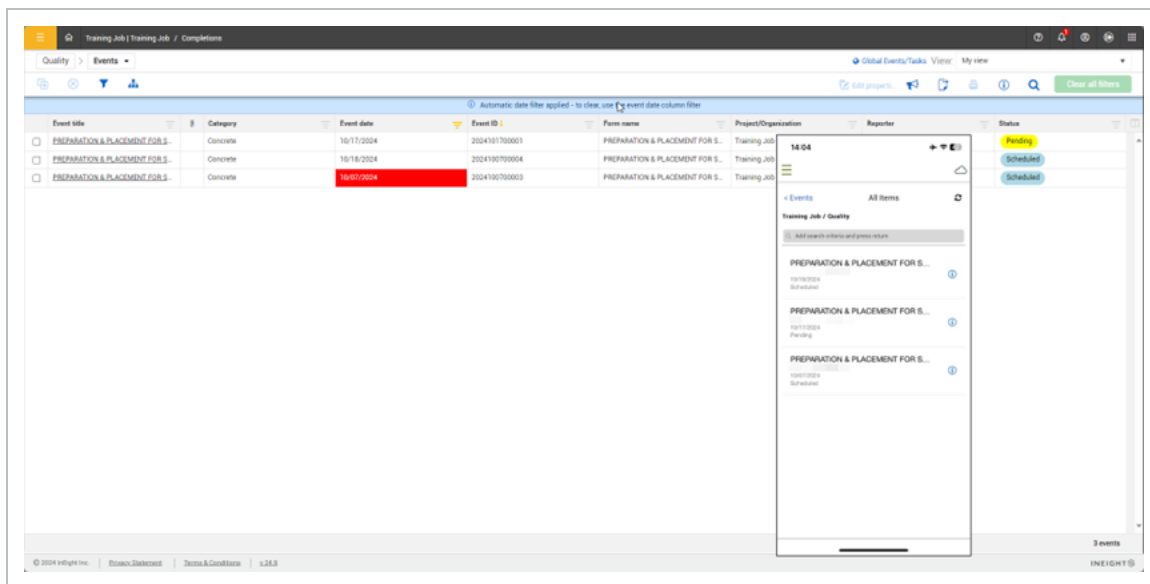 Training Job | Training Job / Completions
Quality > Events
Global Events/Tasks View: My view
Edit properti... Clear all filters
Automatic date filter applied - to clear, use the event date column filter
Event title Category Event date Event ID Form name Project/Organization Reporter Status
PREPARATION & PLACEMENT FOR S... Concrete 10/17/2024 2024101700001 PREPARATION & PLACEMENT FOR S... Training Job Pending
PREPARATION & PLACEMENT FOR S... Concrete 10/18/2024 2024100700004 PREPARATION & PLACEMENT FOR S... Training Job Scheduled
PREPARATION & PLACEMENT FOR S... Concrete 10/07/2024 2024100700003 PREPARATION & PLACEMENT FOR S... Training Job Scheduled
14:04
< Events All Items
Training Job / Quality
Add search criteria and press return
PREPARATION & PLACEMENT FOR S...
10/18/2024
Scheduled
PREPARATION & PLACEMENT FOR S...
10/17/2024
Pending
PREPARATION & PLACEMENT FOR S...
10/07/2024
Scheduled
3 events
© 2024 InEight Inc. | Privacy Statement | Terms & Conditions | v 24.9
INEIGHT